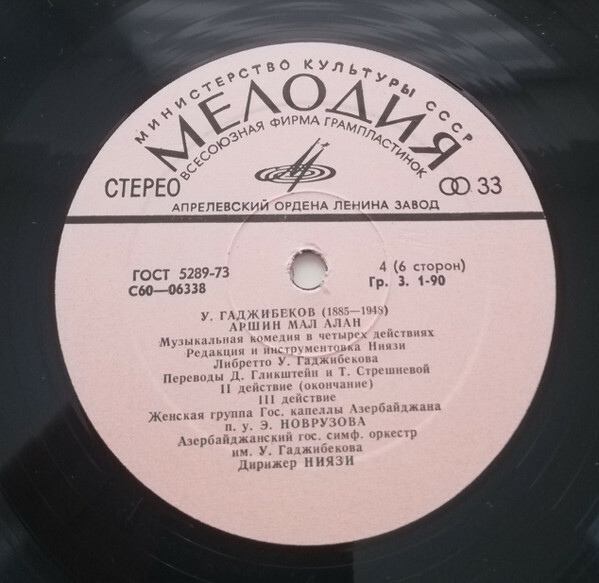 МИНИСТЕРСТВО КУЛЬТУРЫ СССР
МЕЛОДИЯ
ВСЕСОЮЗНАЯ ФИРМА ГРАМПЛАСТИНОК
СТЕРЕО 33
АПРЕЛЕВСКИЙ ОРДЕНА ЛЕНИНА ЗАВОД
ГОСТ 5289-73 4 (6 сторон)
С60—06338 Гр. 3. 1-90
У. ГАДЖИБЕКОВ (1885—1948)
АРШИН МАЛ АЛАН
Музыкальная комедия в четырех действиях
Редакция и инструментовка Ниязи
Либретто У. Гаджибекова
Переводы Д. Гликштейн и Т. Стрешневой
II действие (окончание)
III действие
Женская группа Гос. капеллы Азербайджана
п. у. Э. НОВРУЗОВА
Азербайджанский гос. симф. оркестр
им. У. Гаджибекова
Дирижер НИЯЗИ